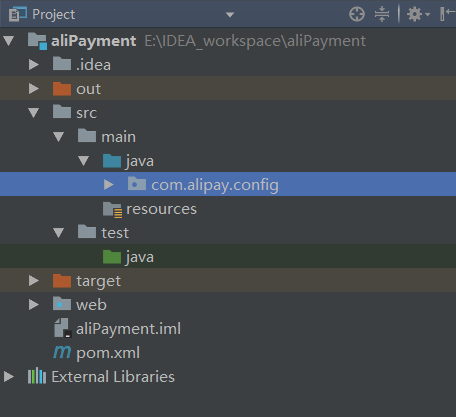 Project
aliPayment E:\IDEA_workspace\aliPayment
.idea
out
src
main
java
com.alipay.config
resources
test
java
target
web
aliPayment.iml
pom.xml
External Libraries